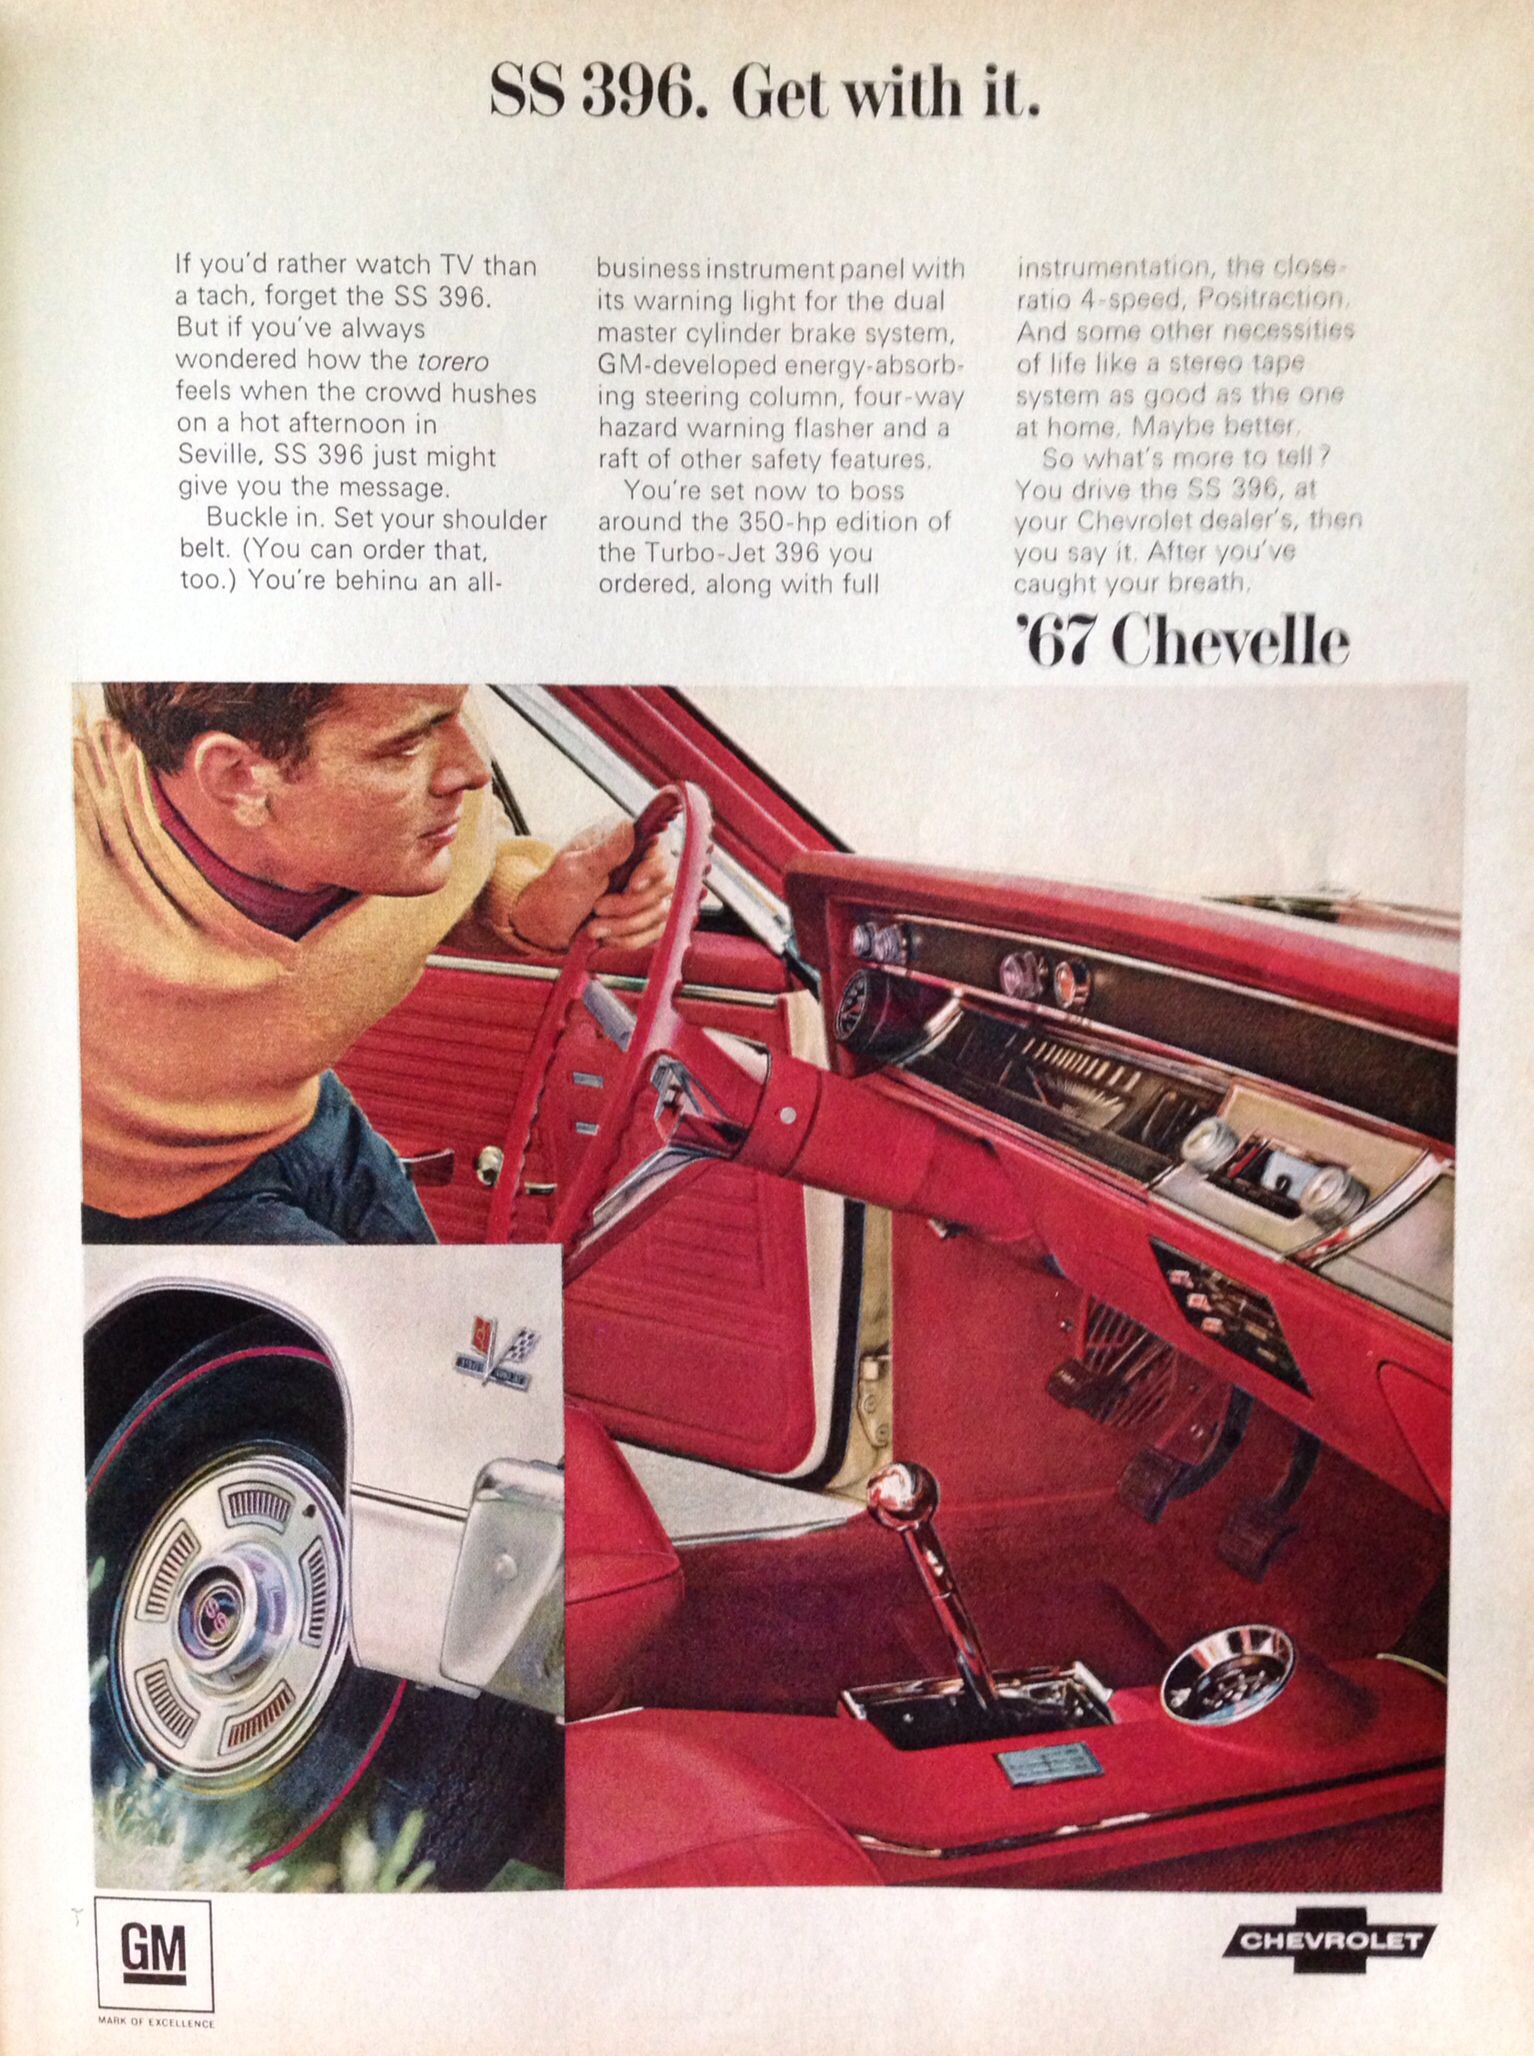 SS 396. Get with it.
If you'd rather watch TV than
a tach, forget the SS 396.
But if you've always
wondered how the torero
feels when the crowd hushes
on a hot afternoon in
Seville, SS 396 just might
give you the message.
Buckle in. Set your shoulder
belt. (You can order that,
too.) You're behind an all-
business instrument panel with
its warning light for the dual
master cylinder brake system,
GM-developed energy-absorb-
ing steering column, four-way
hazard warning flasher and a
raft of other safety features.
You're set now to boss
around the 350-hp edition of
the Turbo-Jet 396 you
ordered, along with full
instrumentation, the close-
ratio 4-speed, Positraction.
And some other necessities
of life like a stereo tape
system as good as the one
at home. Maybe better.
So what's more to tell?
You drive the SS 396, at
your Chevrolet dealer's, then
you say it. After you've
caught your breath.
'67 Chevelle
SS
GM
MARK OF EXCELLENCE
CHEVROLET